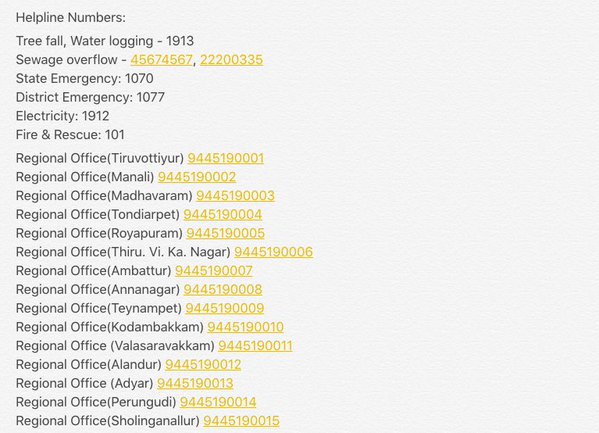 Helpline Numbers:
Tree fall, Water logging - 1913
Sewage overflow - 45674567, 22200335
State Emergency: 1070
District Emergency: 1077
Electricity: 1912
Fire & Rescue: 101
Regional Office(Tiruvottiyur) 9445190001
Regional Office(Manali) 9445190002
Regional Office(Madhavaram) 9445190003
Regional Office(Tondiarpet) 9445190004
Regional Office(Royapuram) 9445190005
Regional Office(Thiru. Vi. Ka. Nagar) 9445190006
Regional Office(Ambattur) 9445190007
Regional Office(Annanagar) 9445190008
Regional Office(Teynampet) 9445190009
Regional Office(Kodambakkam) 9445190010
Regional Office (Valasaravakkam) 9445190011
Regional Office(Alandur) 9445190012
Regional Office (Adyar) 9445190013
Regional Office(Perungudi) 9445190014
Regional Office(Sholinganallur) 9445190015